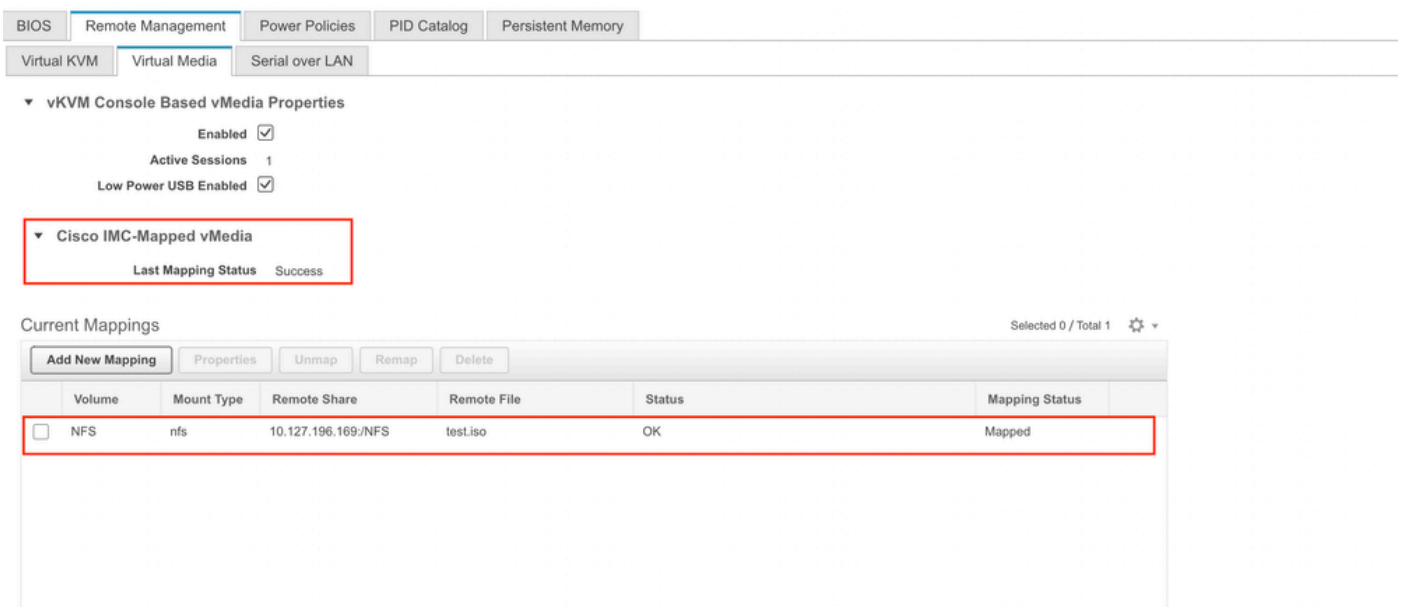 BIOS Remote Management Power Policies PID Catalog Persistent Memory
Virtual KVM Virtual Media Serial over LAN
vKVM Console Based vMedia Properties
Enabled
Active Sessions 1
Low Power USB Enabled
Cisco IMC-Mapped vMedia
Last Mapping Status Success
Current Mappings Selected 0 / Total 1
Add New Mapping Properties Unmap Remap Delete
Volume Mount Type Remote Share Remote File Status Mapping Status
NFS nfs 10.127.196.169:/NFS test.iso OK Mapped